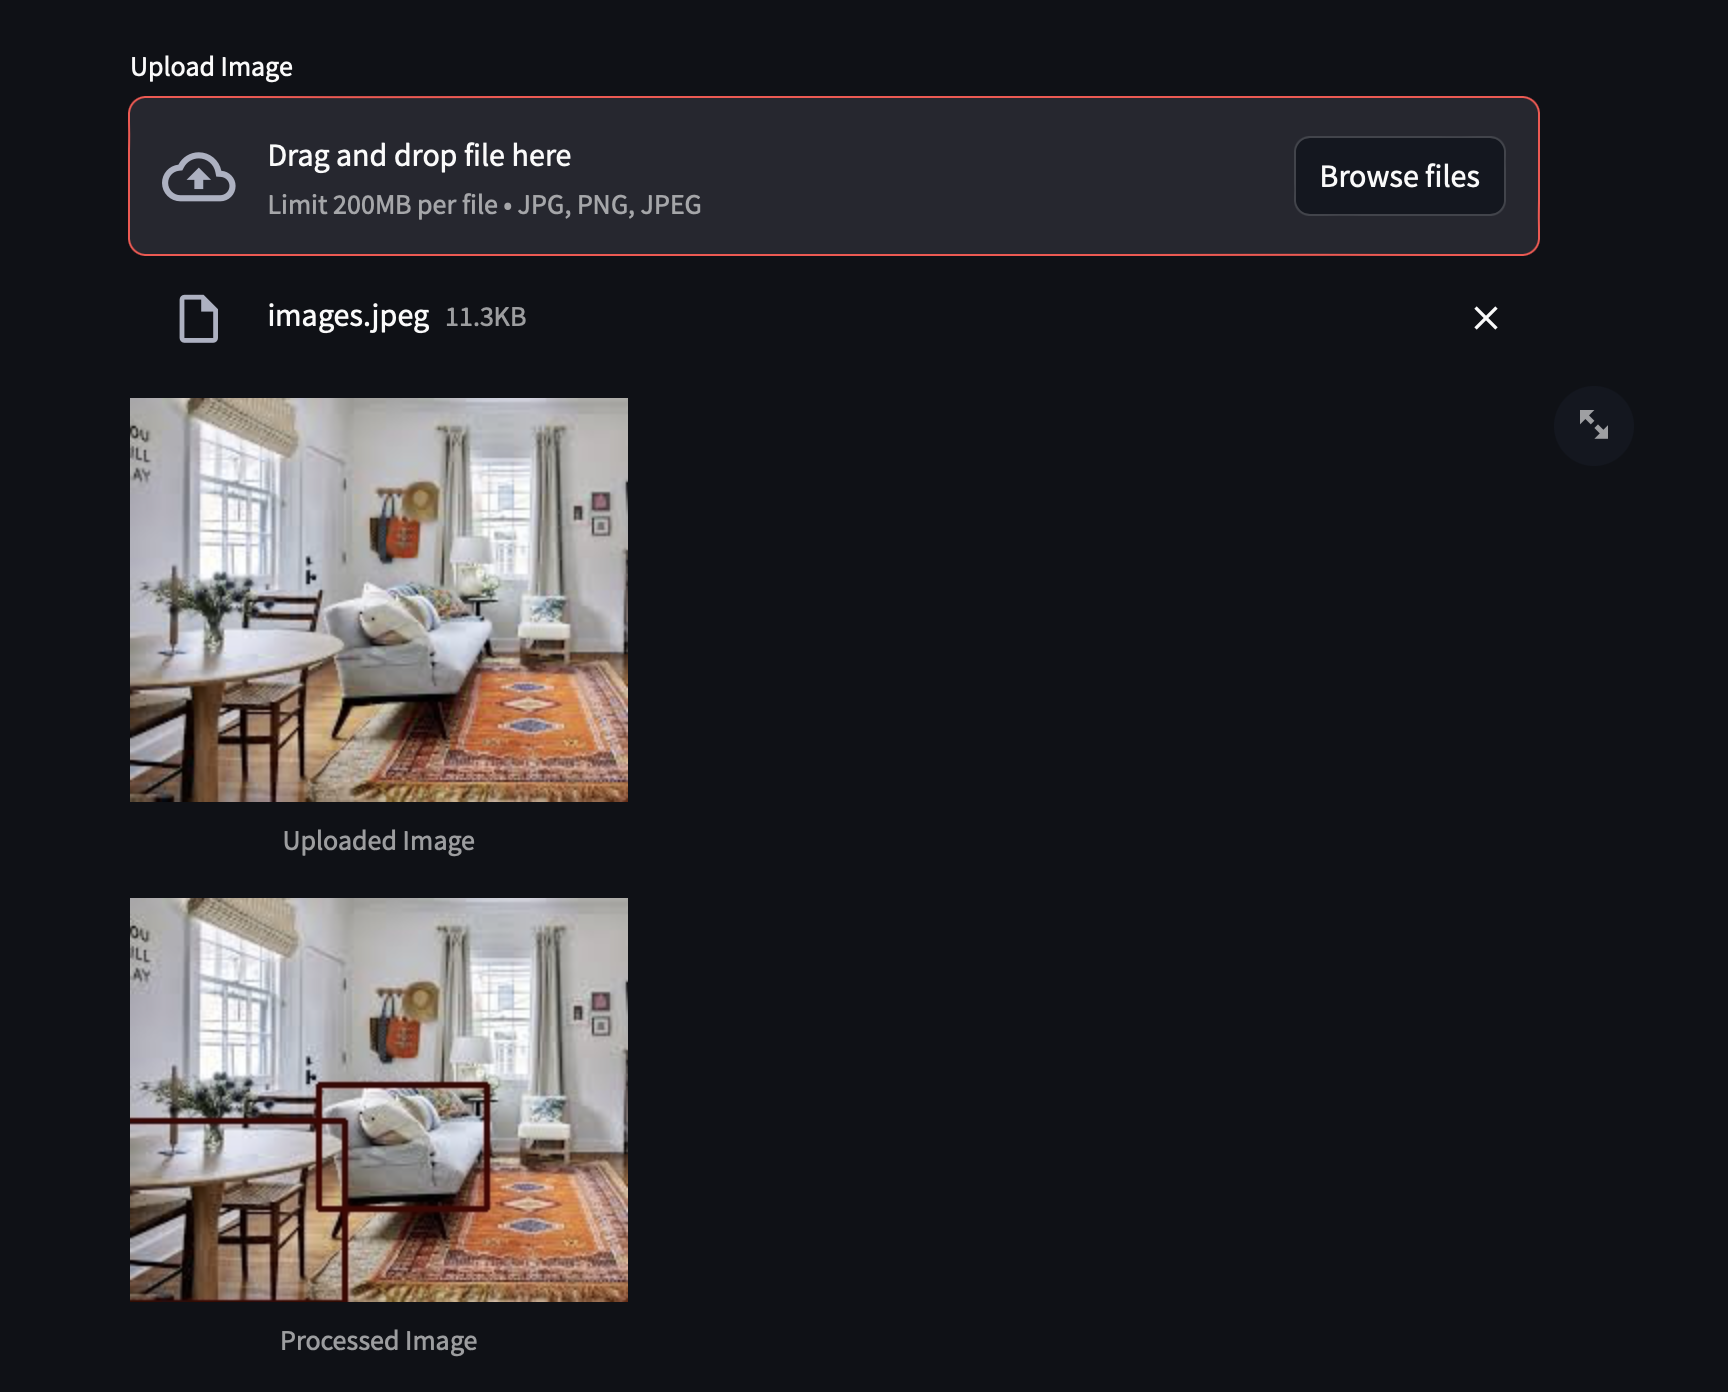 Upload Image
Drag and drop file here
Limit 200MB per file • JPG, PNG, JPEG
Browse files
images.jpeg 11.3KB
OU
ILL
AY
Uploaded Image
OU
ILL
AY
Processed Image